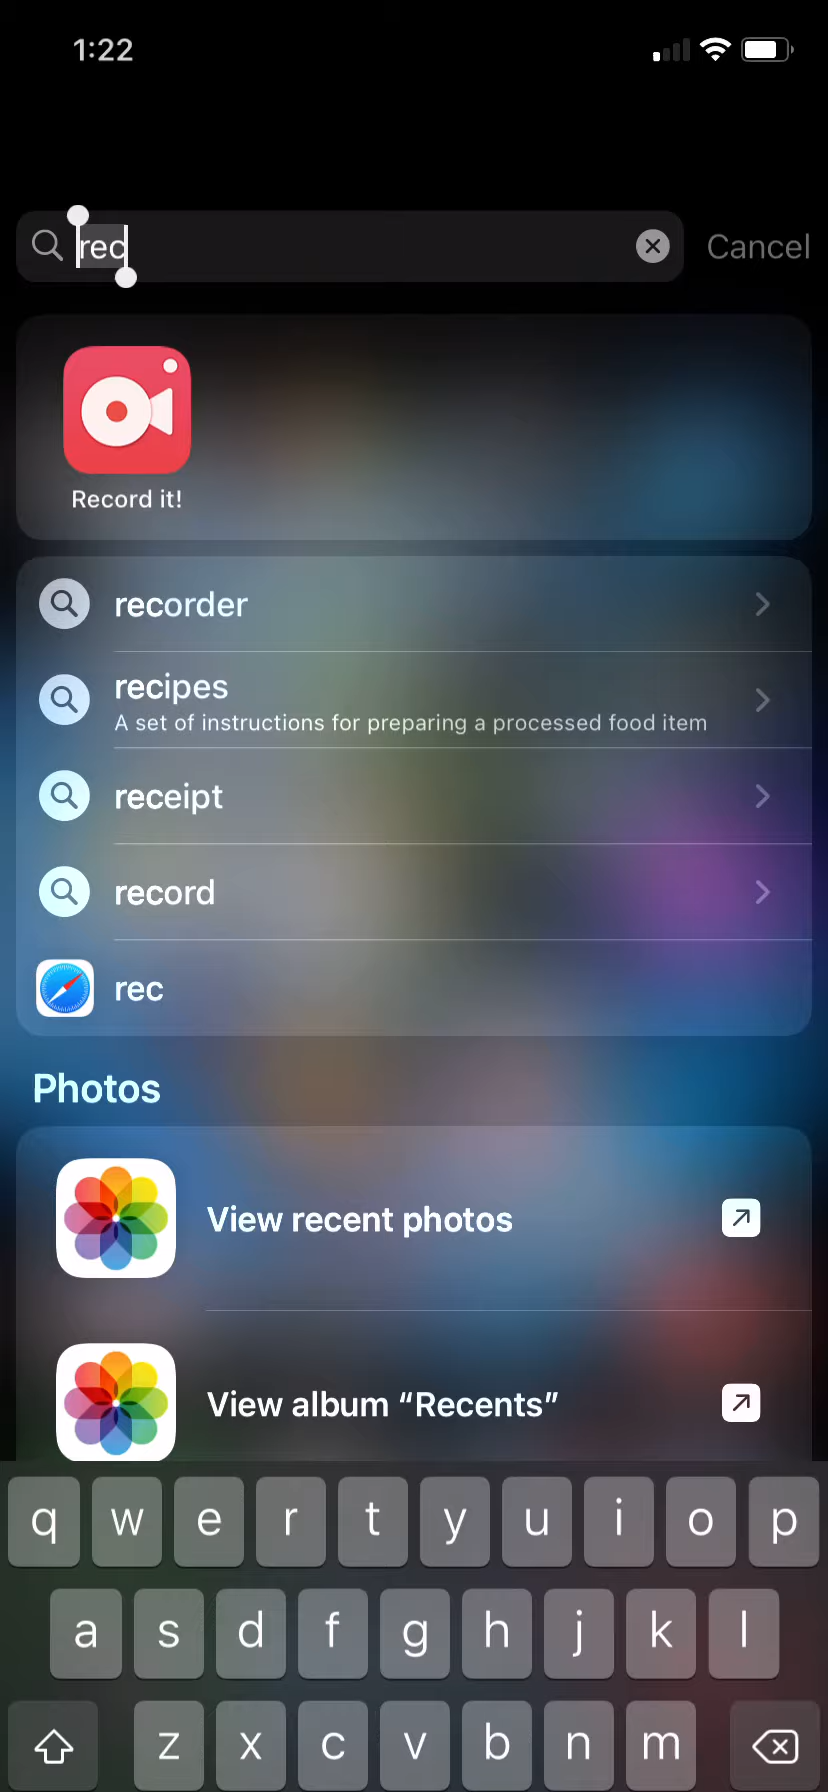 1:22
rec
Cancel
Record it!
recorder
recipes
A set of instructions for preparing a processed food item
receipt
record
rec
Photos
View recent photos
View album “Recents”
q w e r t y u i o p
a s d f g h j k l
z x c v b n m